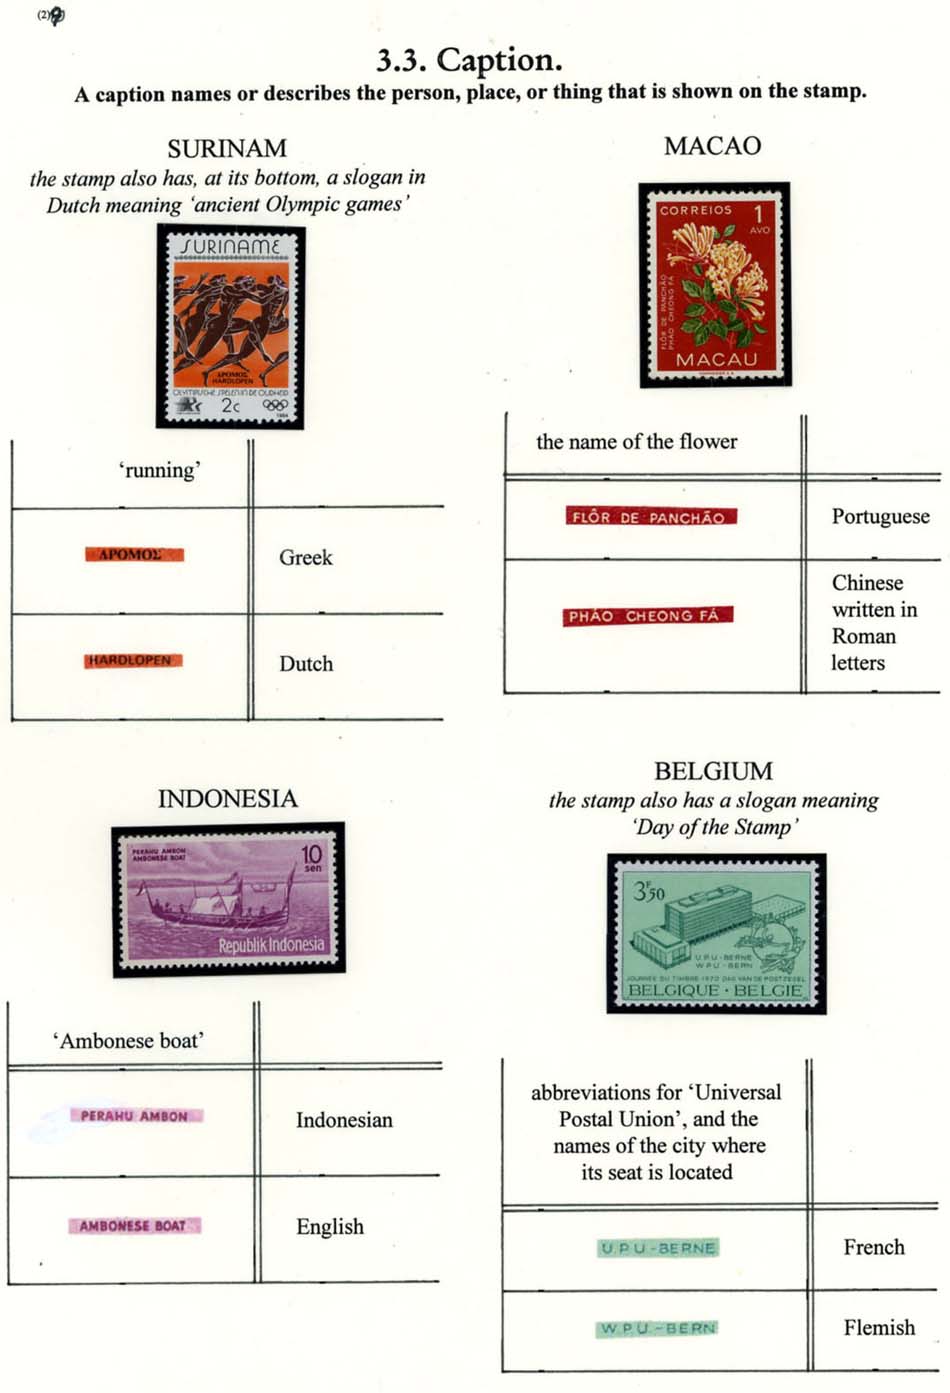 (2)
3.3. Caption.
A caption names or describes the person, place, or thing that is shown on the stamp.
SURINAM
the stamp also has, at its bottom, a slogan in
Dutch meaning ‘ancient Olympic games’
SURINAME
ΔΡΟΜΟΣ
HARDLOPEN
OLYMPISCHE SPELEN IN DE OUDHEID
2c
1984
‘running’
ΔΡΟΜΟΣ
Greek
HARDLOPEN
Dutch
MACAO
CORREIOS 1
AVO
FLÔR DE PANCHÃO
PHÁO CHEONG FÁ
MACAU
the name of the flower
FLÔR DE PANCHÃO
Portuguese
PHÁO CHEONG FÁ
Chinese
written in
Roman
letters
INDONESIA
PERAHU AMBON
AMBONESE BOAT
10
sen
Republik Indonesia
‘Ambonese boat’
PERAHU AMBON
Indonesian
AMBONESE BOAT
English
BELGIUM
the stamp also has a slogan meaning
‘Day of the Stamp’
3F50
U.P.U-BERNE
W.P.U-BERN
JOURNEE DU TIMBRE 1970 DAG VAN DE POSTZEGEL
BELGIQUE · BELGIE
abbreviations for ‘Universal
Postal Union’, and the
names of the city where
its seat is located
U.P.U-BERNE
French
W.P.U.-BERN
Flemish